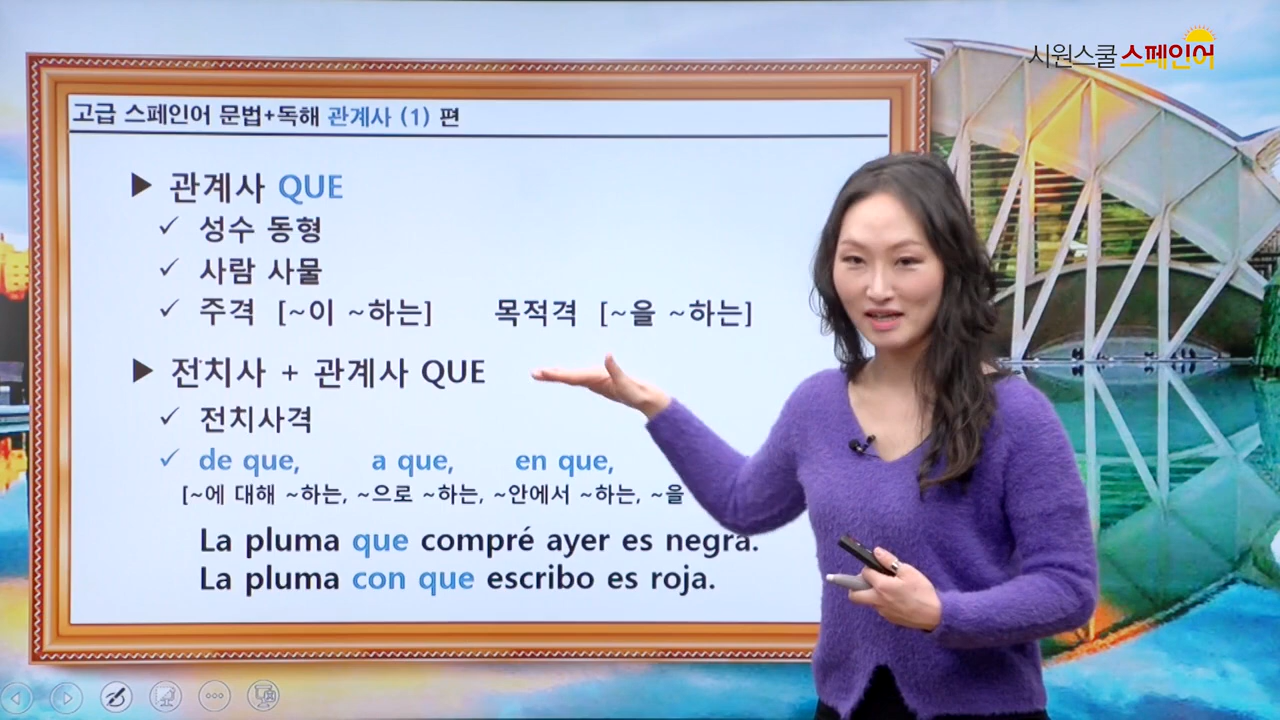 시원스쿨 스페인어
고급 스페인어 문법+독해 관계사 (1) 편
▶ 관계사 QUE
✓ 성수 동형
✓ 사람 사물
✓ 주격 [~이 ~하는] 목적격 [~을 ~하는]
▶ 전치사 + 관계사 QUE
✓ 전치사격
✓ de que, a que, en que,
[~에 대해 ~하는, ~으로 ~하는, ~안에서 ~하는, ~을
La pluma que compré ayer es negra.
La pluma con que escribo es roja.